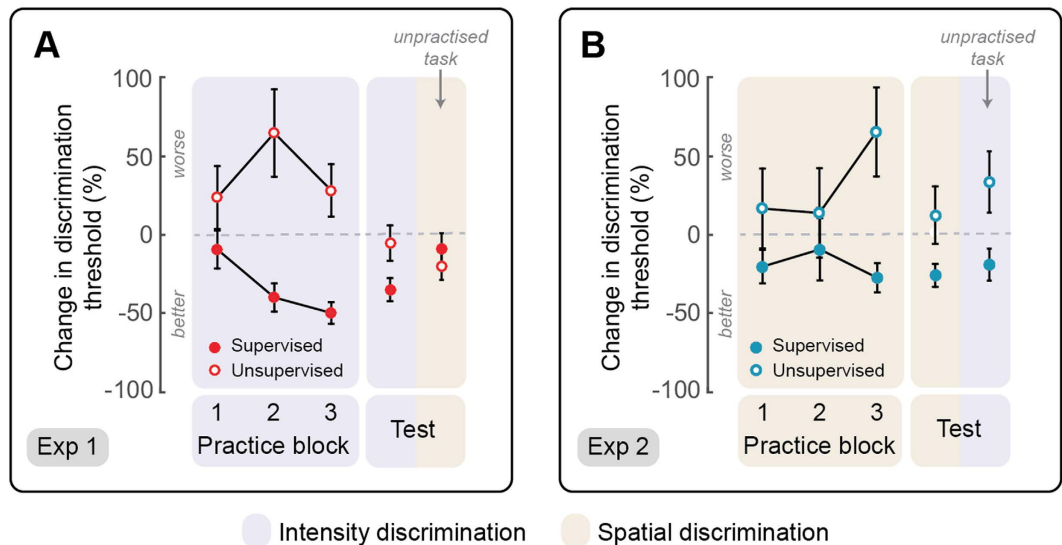 A
unpractised
task
Change in discrimination
threshold (%)
100
50
0
-50
-100
worse
better
Supervised
Unsupervised
1 2 3
Practice block
Test
Exp 1
B
unpractised
task
Change in discrimination
threshold (%)
100
50
0
-50
-100
worse
better
Supervised
Unsupervised
1 2 3
Practice block
Test
Exp 2
Intensity discrimination
Spatial discrimination